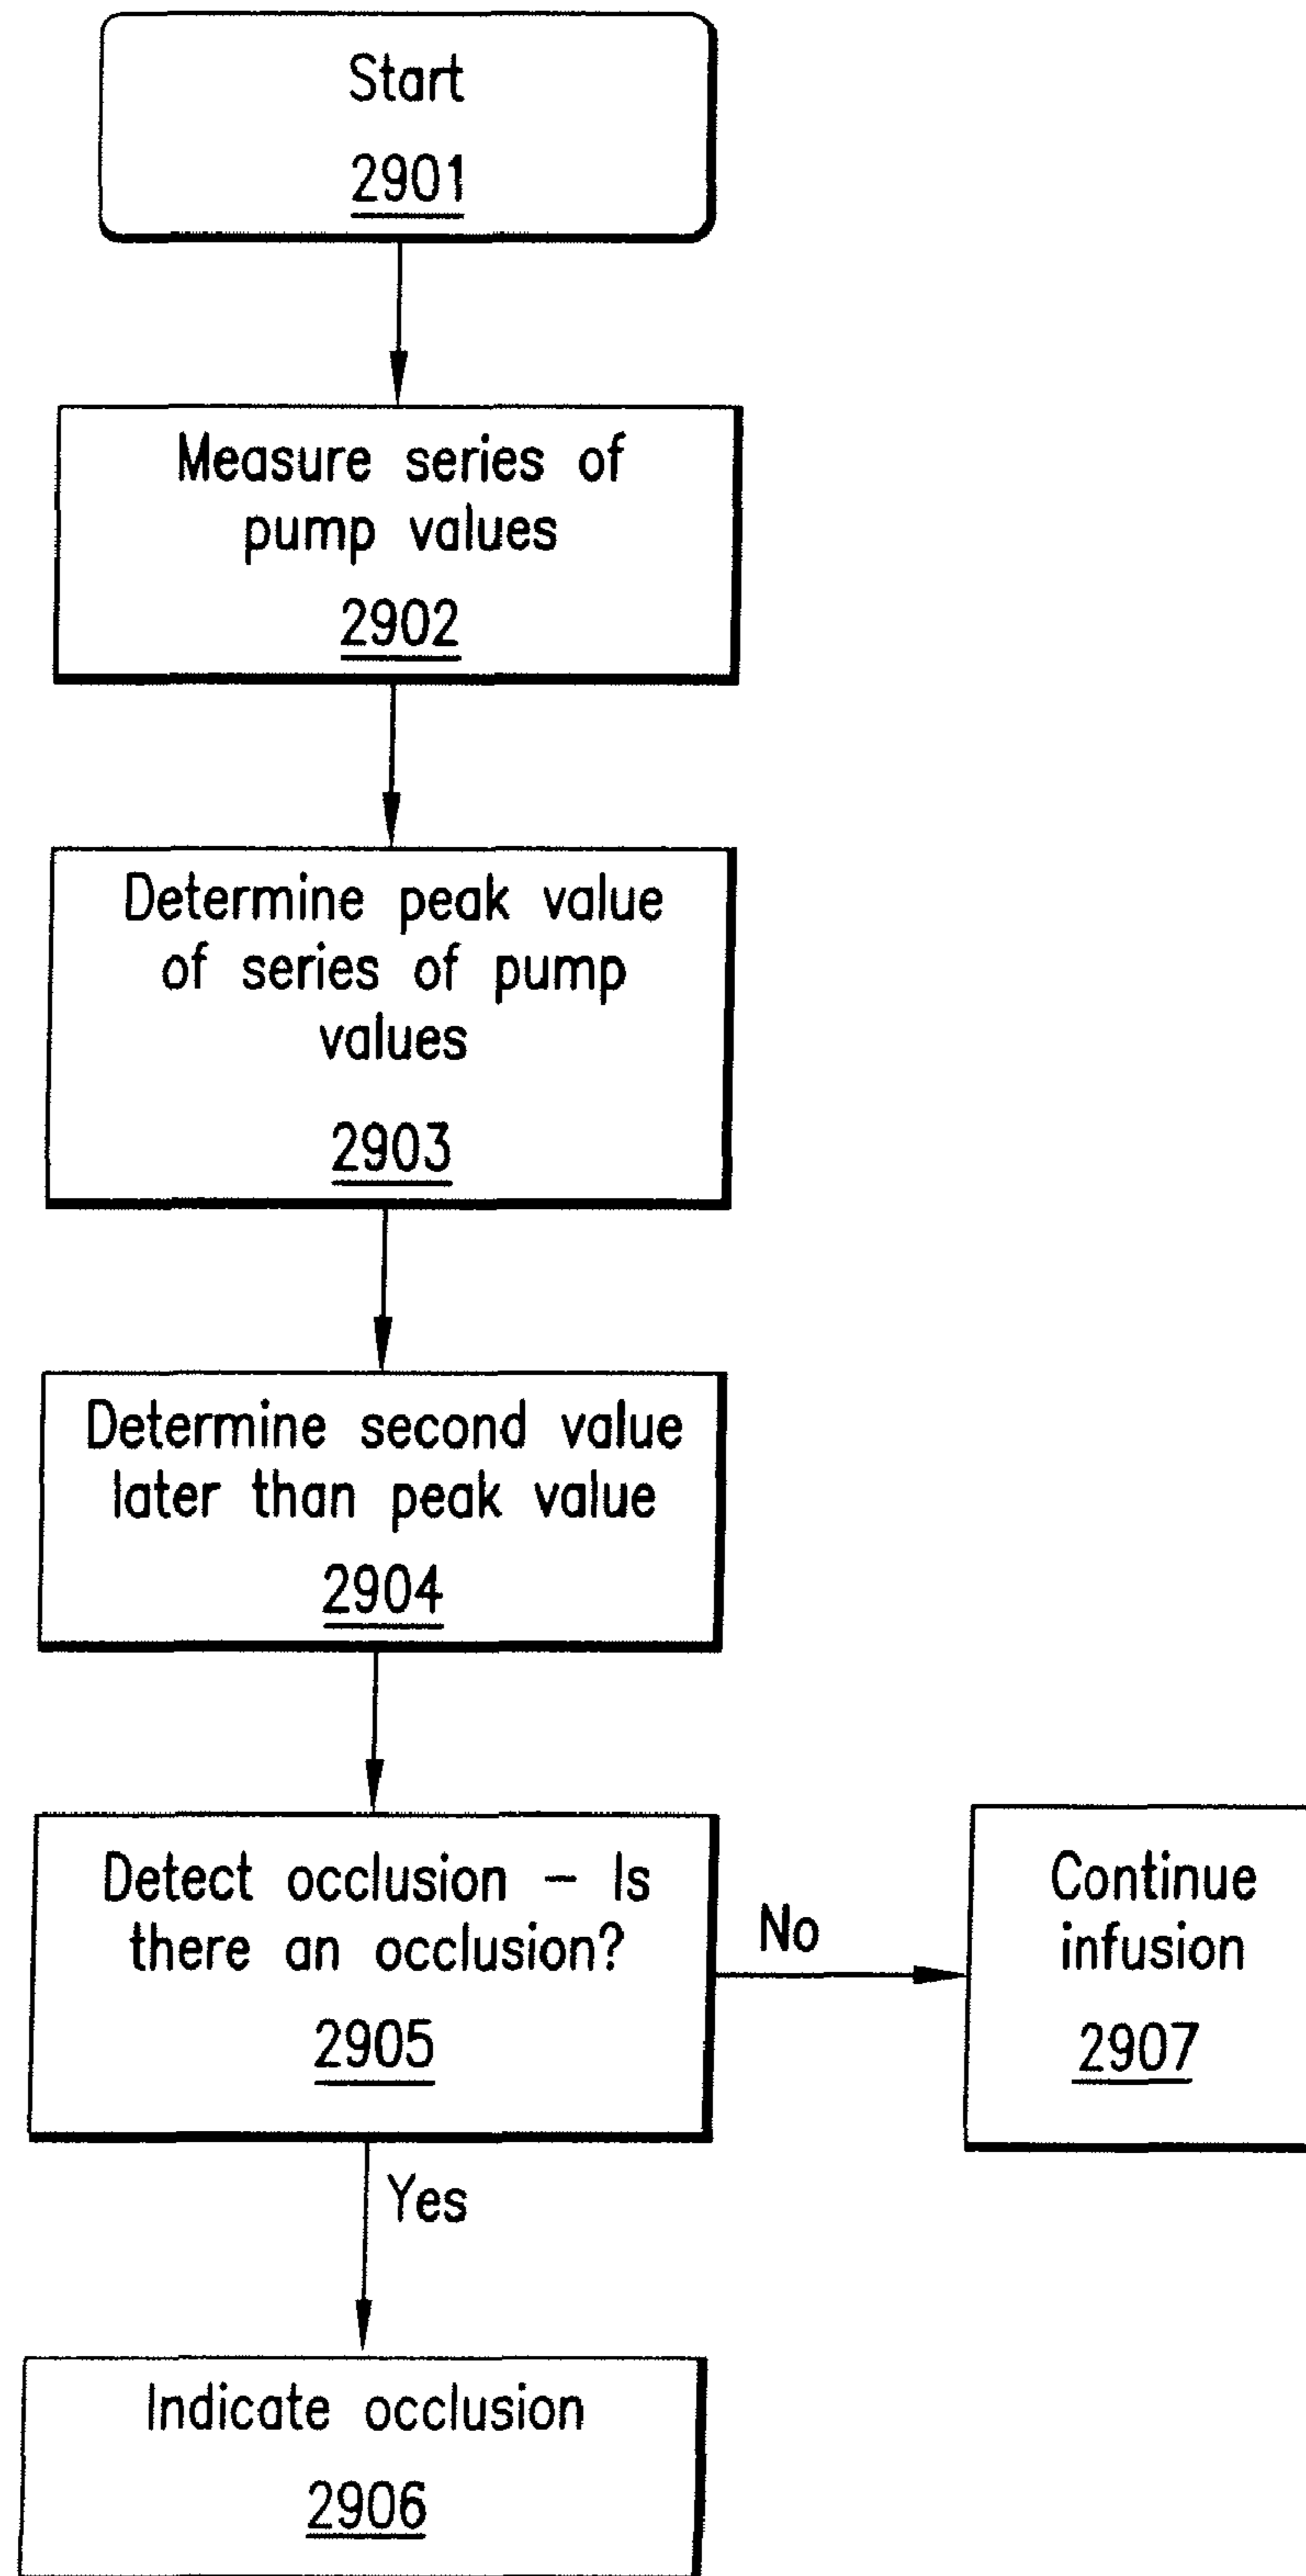 Start
2901
Measure series of
pump values
2902
Determine peak value
of series of pump
values
2903
Determine second value
later than peak value
2904
Detect occlusion – Is
there an occlusion?
2905
No
Continue
infusion
2907
Yes
Indicate occlusion
2906